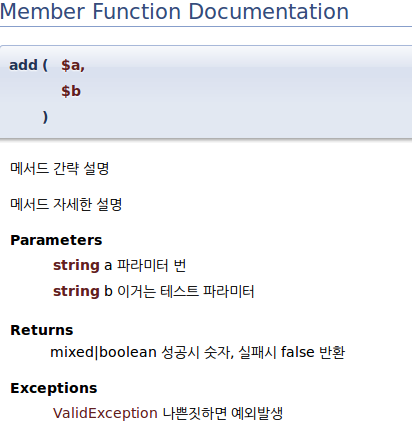 Member Function Documentation
add ( $a,
$b
)
메서드 간략 설명
메서드 자세한 설명
Parameters
string a 파라미터 번
string b 이거는 테스트 파라미터
Returns
mixed|boolean 성공시 숫자, 실패시 false 반환
Exceptions
ValidException 나쁜짓하면 예외발생